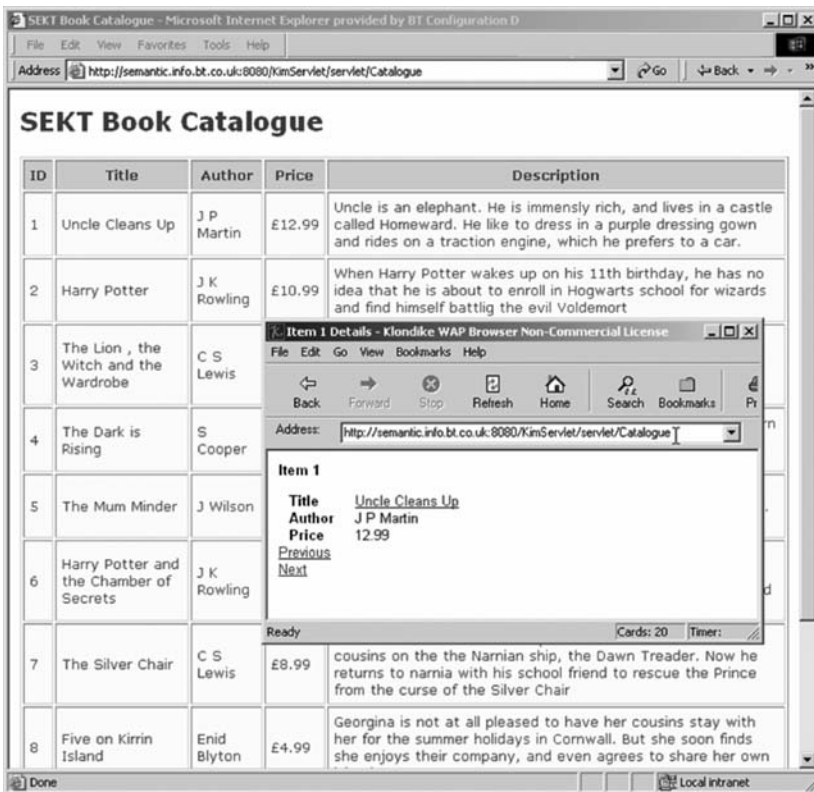 SEKT Book Catalogue - Microsoft Internet Explorer provided by BT Configuration D
File Edit View Favorites Tools Help
Address http://semantic.info.bt.co.uk:8080/KimServlet/servlet/Catalogue Go Back
SEKT Book Catalogue
ID Title Author Price Description
1 Uncle Cleans Up J P Martin £12.99
Uncle is an elephant. He is immensly rich, and lives in a castle
called Homeward. He like to dress in a purple dressing gown
and rides on a traction engine, which he prefers to a car.
2 Harry Potter J K Rowling £10.99
When Harry Potter wakes up on his 11th birthday, he has no
idea that he is about to enroll in Hogwarts school for wizards
and find himself battlig the evil Voldemort
3 The Lion , the Witch and the Wardrobe C S Lewis
4 The Dark is Rising S Cooper
5 The Mum Minder J Wilson
6 Harry Potter and the Chamber of Secrets J K Rowling
7 The Silver Chair C S Lewis £8.99
cousins on the the Narnian ship, the Dawn Treader. Now he
returns to narnia with his school friend to rescue the Prince
from the curse of the Silver Chair
8 Five on Kirrin Island Enid Blyton £4.99
Georgina is not at all pleased to have her cousins stay with
her for the summer holidays in Cornwall. But she soon finds
she enjoys their company, and even agrees to share her own
Done Local intranet
Item 1 Details - Klondike WAP Browser Non-Commercial License
File Edit Go View Bookmarks Help
Back Forward Stop Refresh Home Search Bookmarks Pr
Address: http://semantic.info.bt.co.uk:8080/KimServlet/servlet/Catalogue
Item 1
Title Uncle Cleans Up
Author J P Martin
Price 12.99
Previous
Next
Ready Cards: 20 Timer: